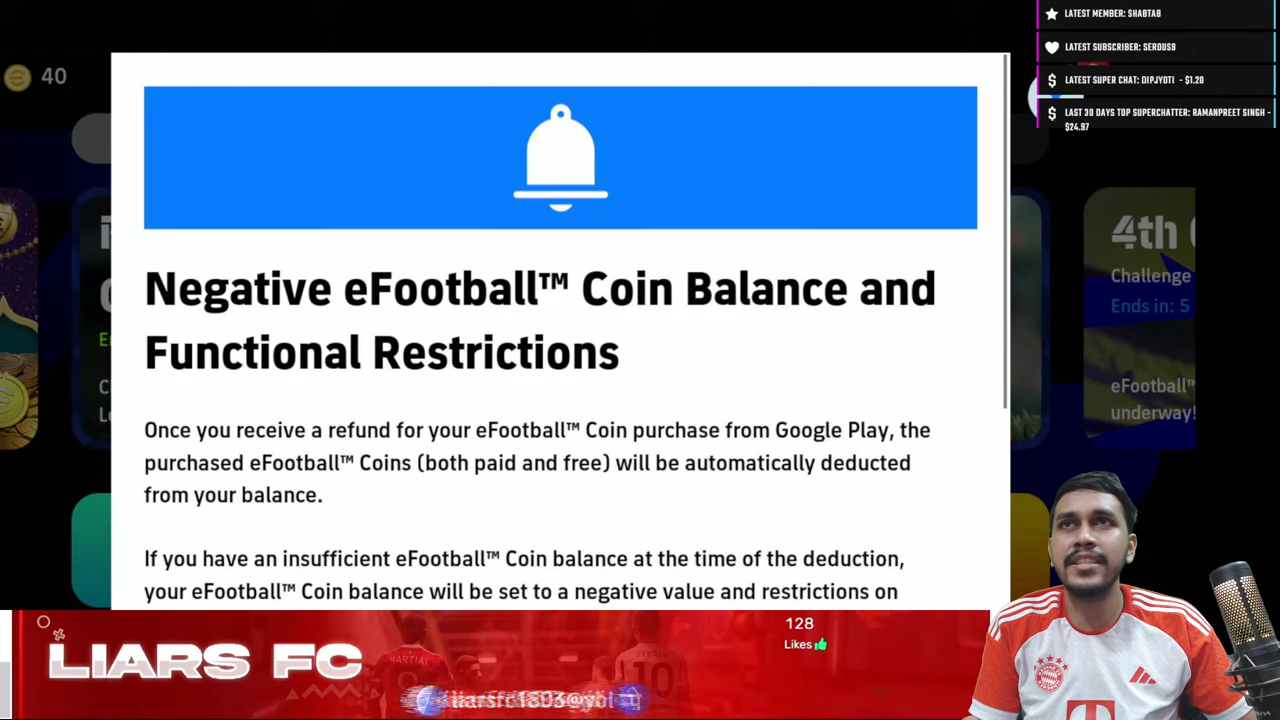 LATEST MEMBER: SHABTAB
LATEST SUBSCRIBER: SEROUS8
LATEST SUPER CHAT: DIPJYOTI - $1.20
LAST 30 DAYS TOP SUPERCHATTER: RAMANPREET SINGH -
$24.97
40
Negative eFootball™ Coin Balance and
Functional Restrictions
Once you receive a refund for your eFootball™ Coin purchase from Google Play, the
purchased eFootball™ Coins (both paid and free) will be automatically deducted
from your balance.
If you have an insufficient eFootball™ Coin balance at the time of the deduction,
your eFootball™ Coin balance will be set to a negative value and restrictions on
4th
Challenge
Ends in: 5
eFootball™
underway!
128
Likes
LIARS FC
MARTIAL
DYBALA
10